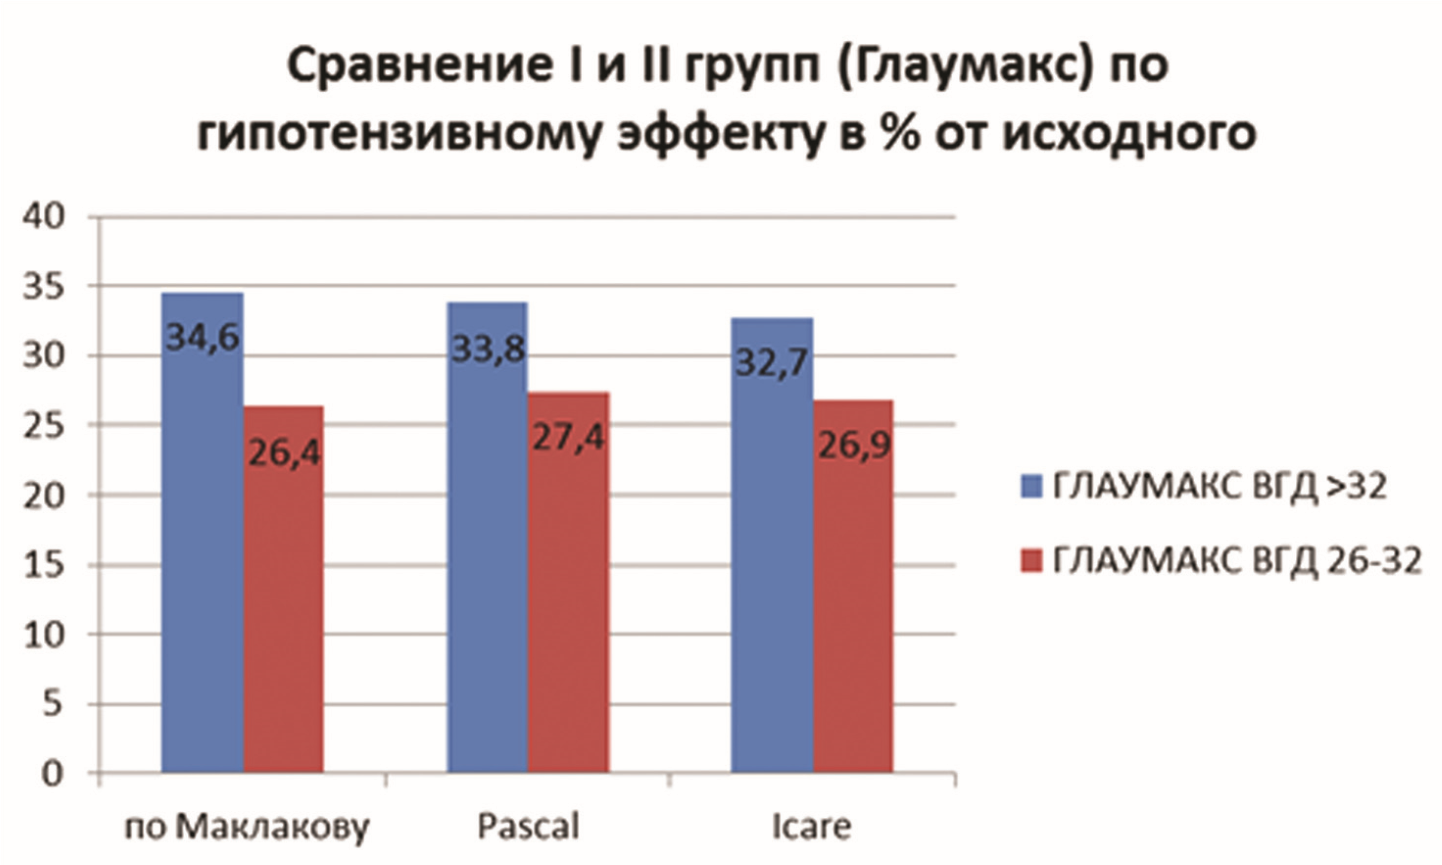 Сравнение I и II групп (Глаумакс) по
гипотензивному эффекту в % от исходного
40
35
30
25
20
15
10
5
0
34,6
26,4
33,8
27,4
32,7
26,9
по Маклакову
Pascal
Icare
ГЛАУМАКС ВГД >32
ГЛАУМАКС ВГД 26-32